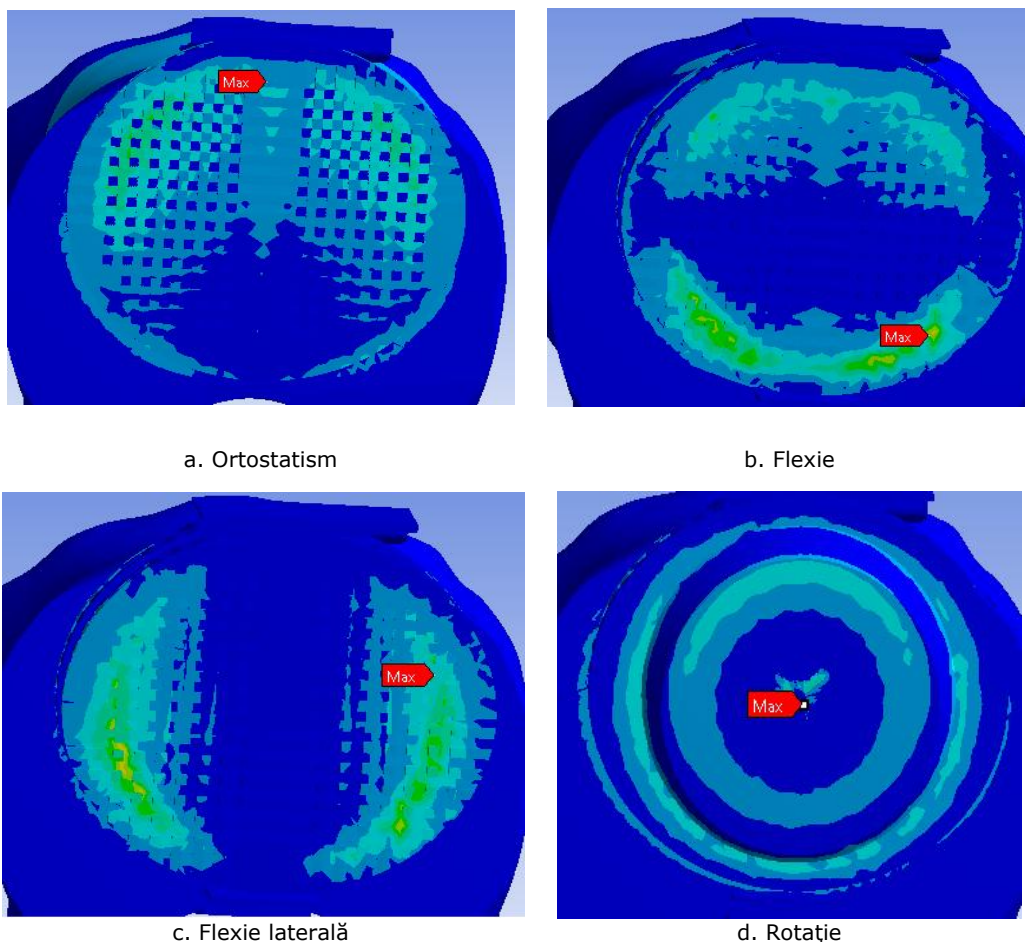 Max
Max
a. Ortostatism
b. Flexie
Max
Max
c. Flexie laterală
d. Rotație